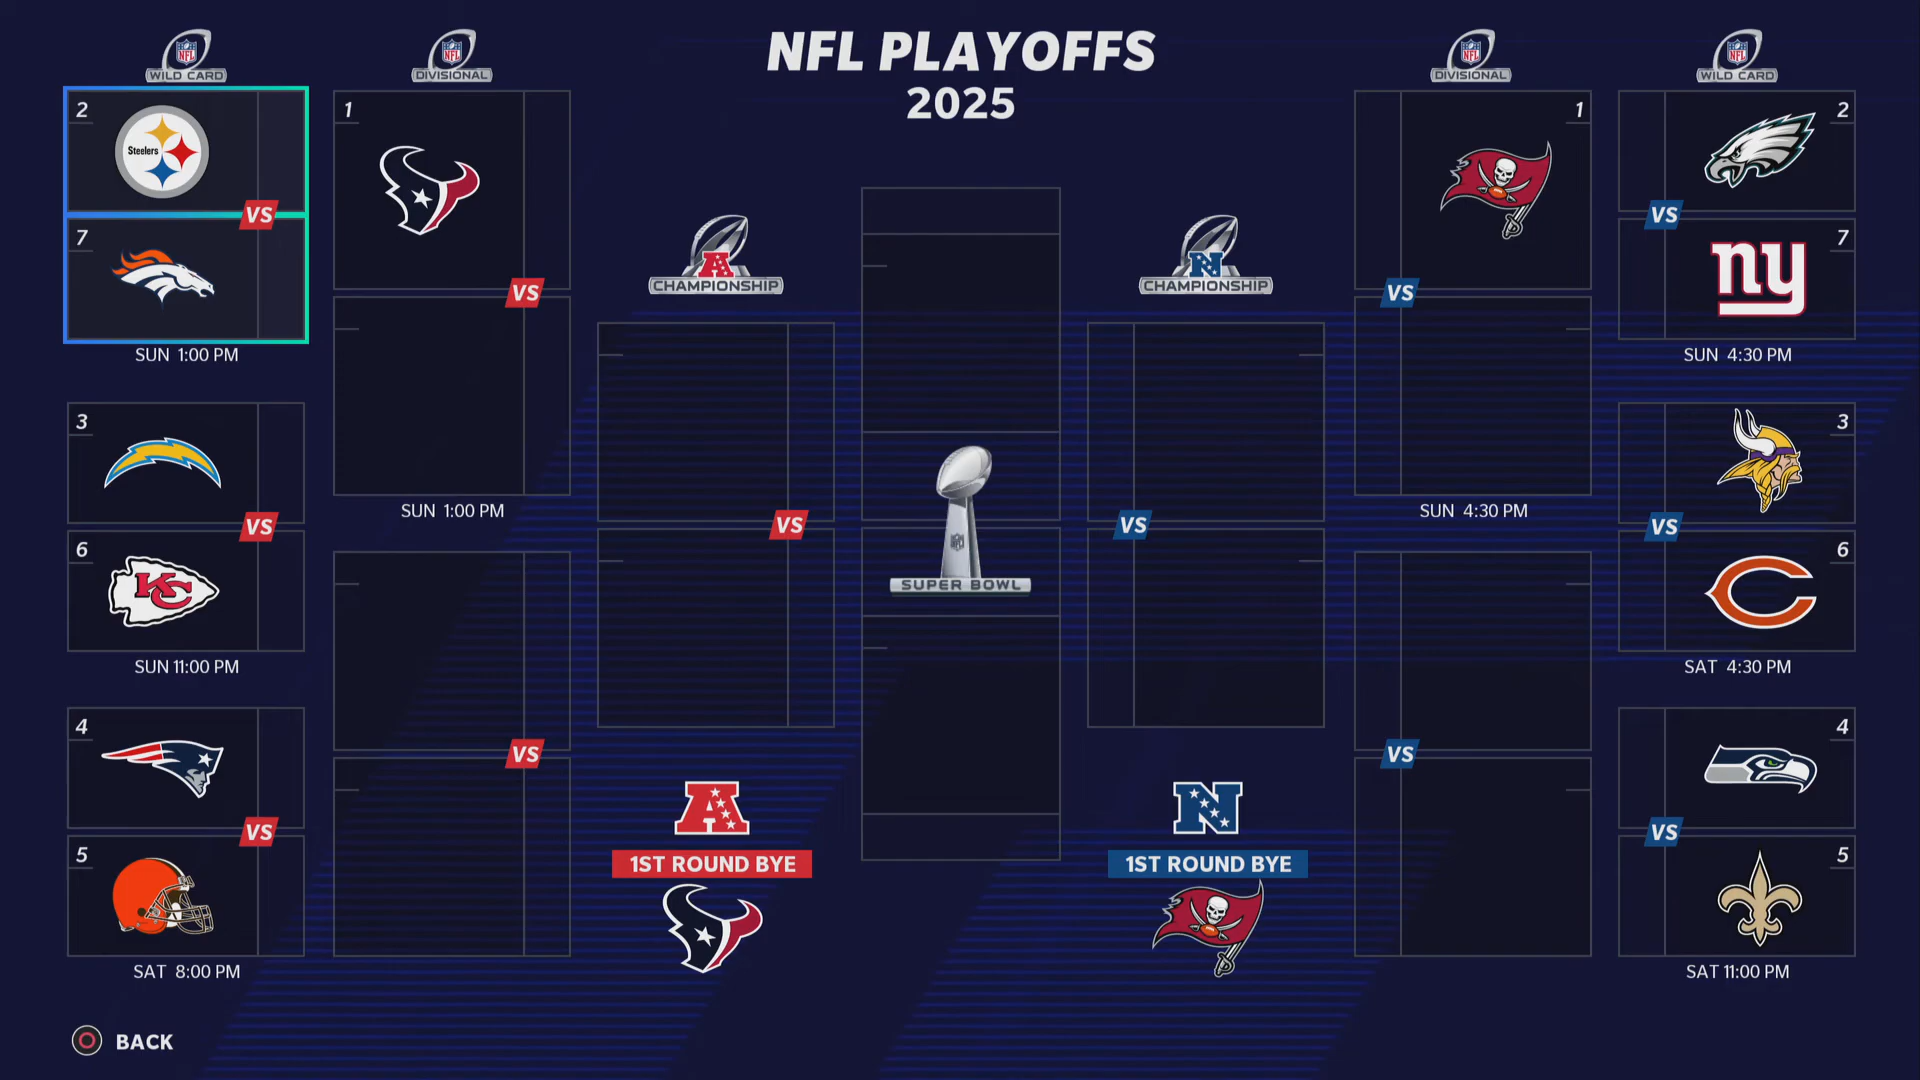 NFL PLAYOFFS
2025
WILD CARD
DIVISIONAL
DIVISIONAL
WILD CARD
2
Steelers
VS
7
SUN 1:00 PM
3
VS
6
KC
SUN 11:00 PM
4
VS
5
SAT 8:00 PM
1
VS
SUN 1:00 PM
VS
A
CHAMPIONSHIP
VS
SUPER BOWL
N
CHAMPIONSHIP
VS
1
VS
SUN 4:30 PM
VS
2
VS
7
ny
SUN 4:30 PM
3
VS
6
C
SAT 4:30 PM
4
VS
5
SAT 11:00 PM
A
1ST ROUND BYE
N
1ST ROUND BYE
BACK